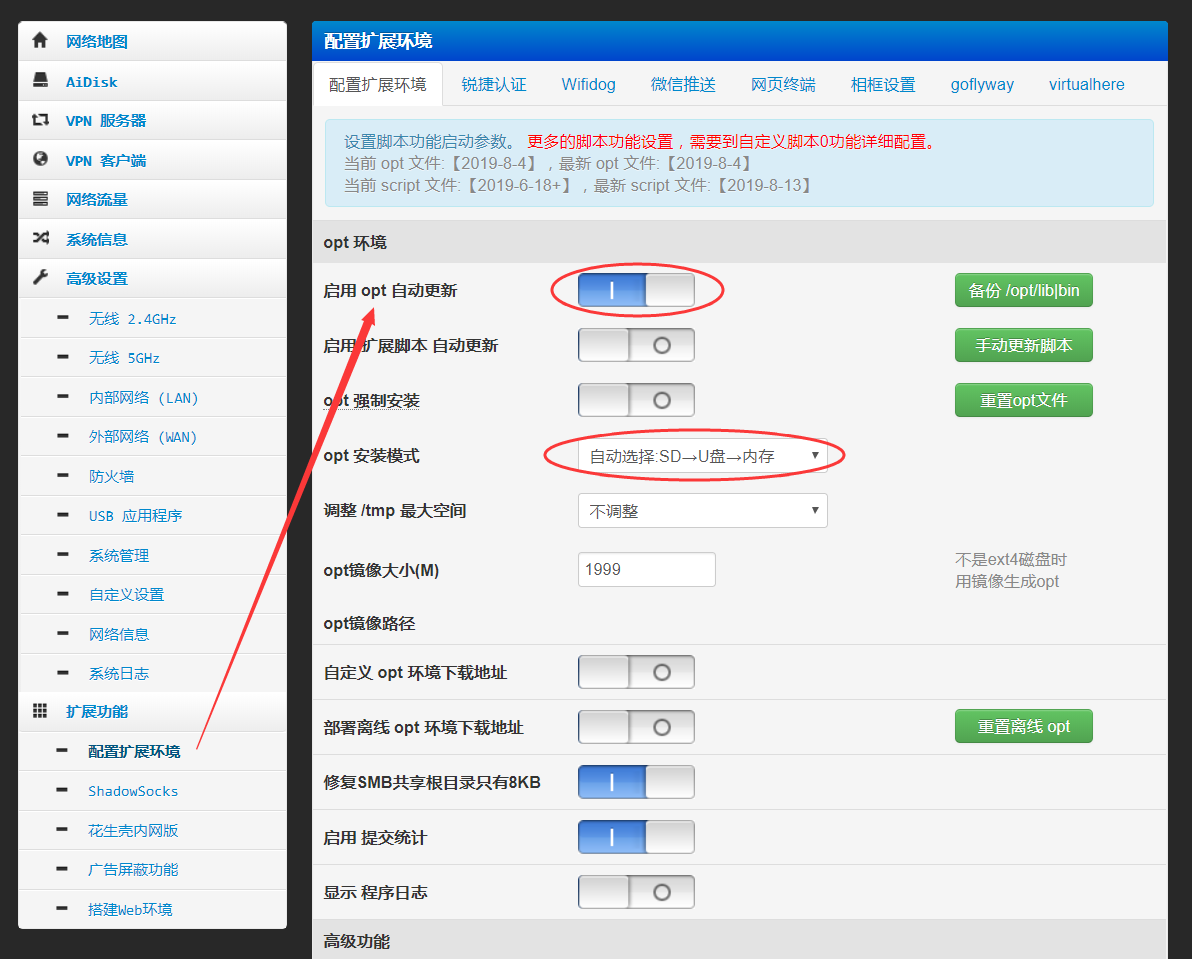 网络地图
AiDisk
VPN 服务器
VPN 客户端
网络流量
系统信息
高级设置
无线 2.4GHz
无线 5GHz
内部网络 (LAN)
外部网络 (WAN)
防火墙
USB 应用程序
系统管理
自定义设置
网络信息
系统日志
扩展功能
配置扩展环境
ShadowSocks
花生壳内网版
广告屏蔽功能
搭建Web环境
配置扩展环境
配置扩展环境 锐捷认证 Wifidog 微信推送 网页终端 相框设置 goflyway virtualhere
设置脚本功能启动参数。 更多的脚本功能设置，需要到自定义脚本0功能详细配置。
当前 opt 文件:【2019-8-4】，最新 opt 文件:【2019-8-4】
当前 script 文件:【2019-6-18+】，最新 script 文件:【2019-8-13】
opt 环境
启用 opt 自动更新 备份 /opt/lib|bin
启用 扩展脚本 自动更新 手动更新脚本
opt 强制安装 重置opt文件
opt 安装模式 自动选择:SD→U盘→内存
调整 /tmp 最大空间 不调整
opt镜像大小(M) 1999 不是ext4磁盘时
用镜像生成opt
opt镜像路径
自定义 opt 环境下载地址
部署离线 opt 环境下载地址 重置离线 opt
修复SMB共享根目录只有8KB
启用 提交统计
显示 程序日志
高级功能